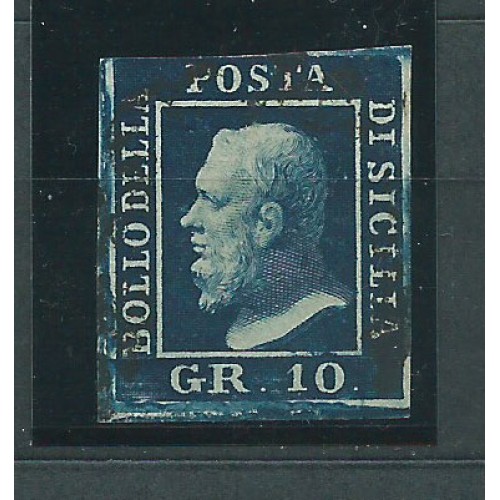 BOLLO DELLA
POSTA
DI SICILIA
GR. 10.